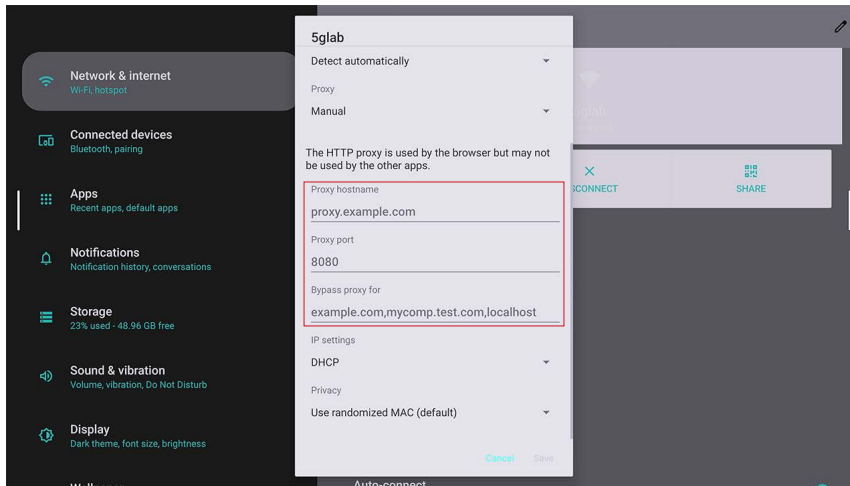 Network & internet
Wi-Fi, hotspot
Connected devices
Bluetooth, pairing
Apps
Recent apps, default apps
Notifications
Notification history, conversations
Storage
23% used - 48.96 GB free
Sound & vibration
Volume, vibration, Do Not Disturb
Display
Dark theme, font size, brightness
5glab
Detect automatically
Proxy
Manual
The HTTP proxy is used by the browser but may not
be used by the other apps.
Proxy hostname
proxy.example.com
Proxy port
8080
Bypass proxy for
example.com,mycomp.test.com,localhost
IP settings
DHCP
Privacy
Use randomized MAC (default)
Cancel
Save
5glab
SCONNECT
SHARE
Auto-connect